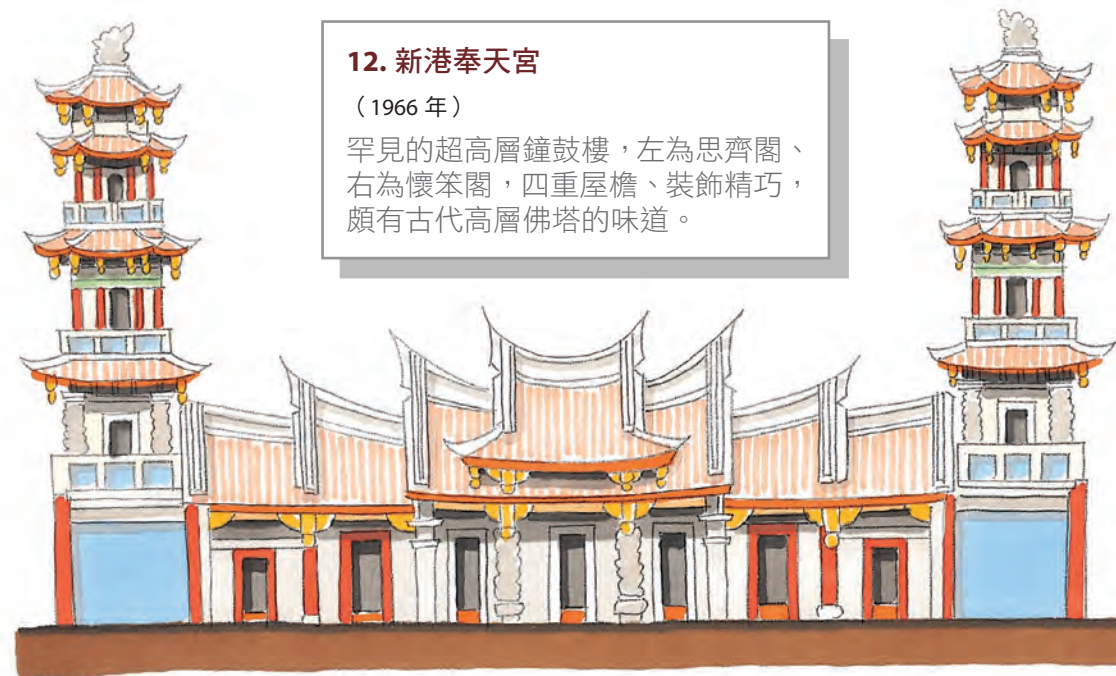 12. 新港奉天宮
（1966 年）
罕見的超高層鐘鼓樓，左為思齊閣、
右為懷笨閣，四重屋檐、裝飾精巧，
頗有古代高層佛塔的味道。